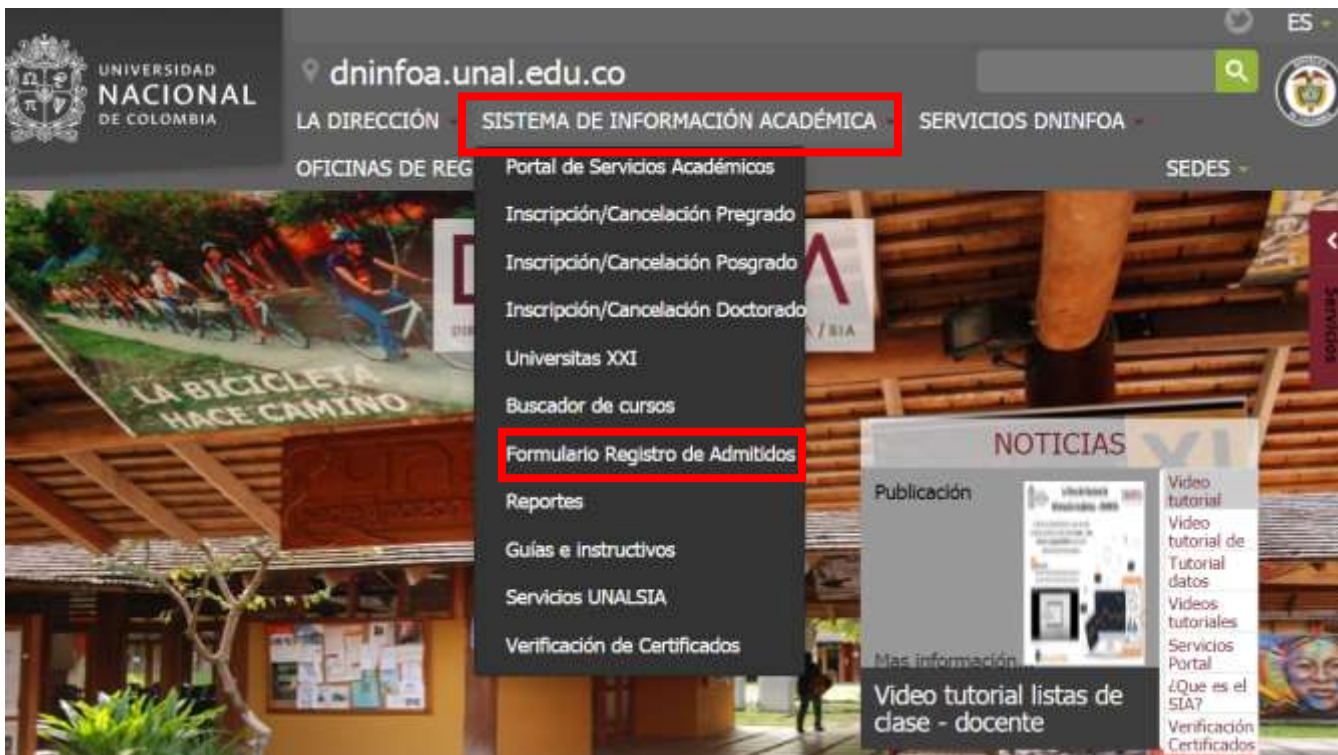 ES
UNIVERSIDAD
NACIONAL
DE COLOMBIA
dninfoa.unal.edu.co
LA DIRECCIÓN
SISTEMA DE INFORMACIÓN ACADÉMICA
SERVICIOS DNINFOA
OFICINAS DE REG
SEDES
Portal de Servicios Académicos
Inscripción/Cancelación Pregrado
Inscripción/Cancelación Posgrado
Inscripción/Cancelación Doctorado
Universitas XXI
Buscador de cursos
Formulario Registro de Admitidos
Reportes
Guías e instructivos
Servicios UNALSIA
Verificación de Certificados
LA BICICLETA
HACE CAMINO
D
A
A / SIA
SERVICIOS
NOTICIAS
Publicación
Mas información...
Video tutorial listas de
clase - docente
Video
tutorial
Video
tutorial de
Tutorial
datos
Videos
tutoriales
Servicios
Portal
¿Que es el
SIA?
Verificación
Certificados